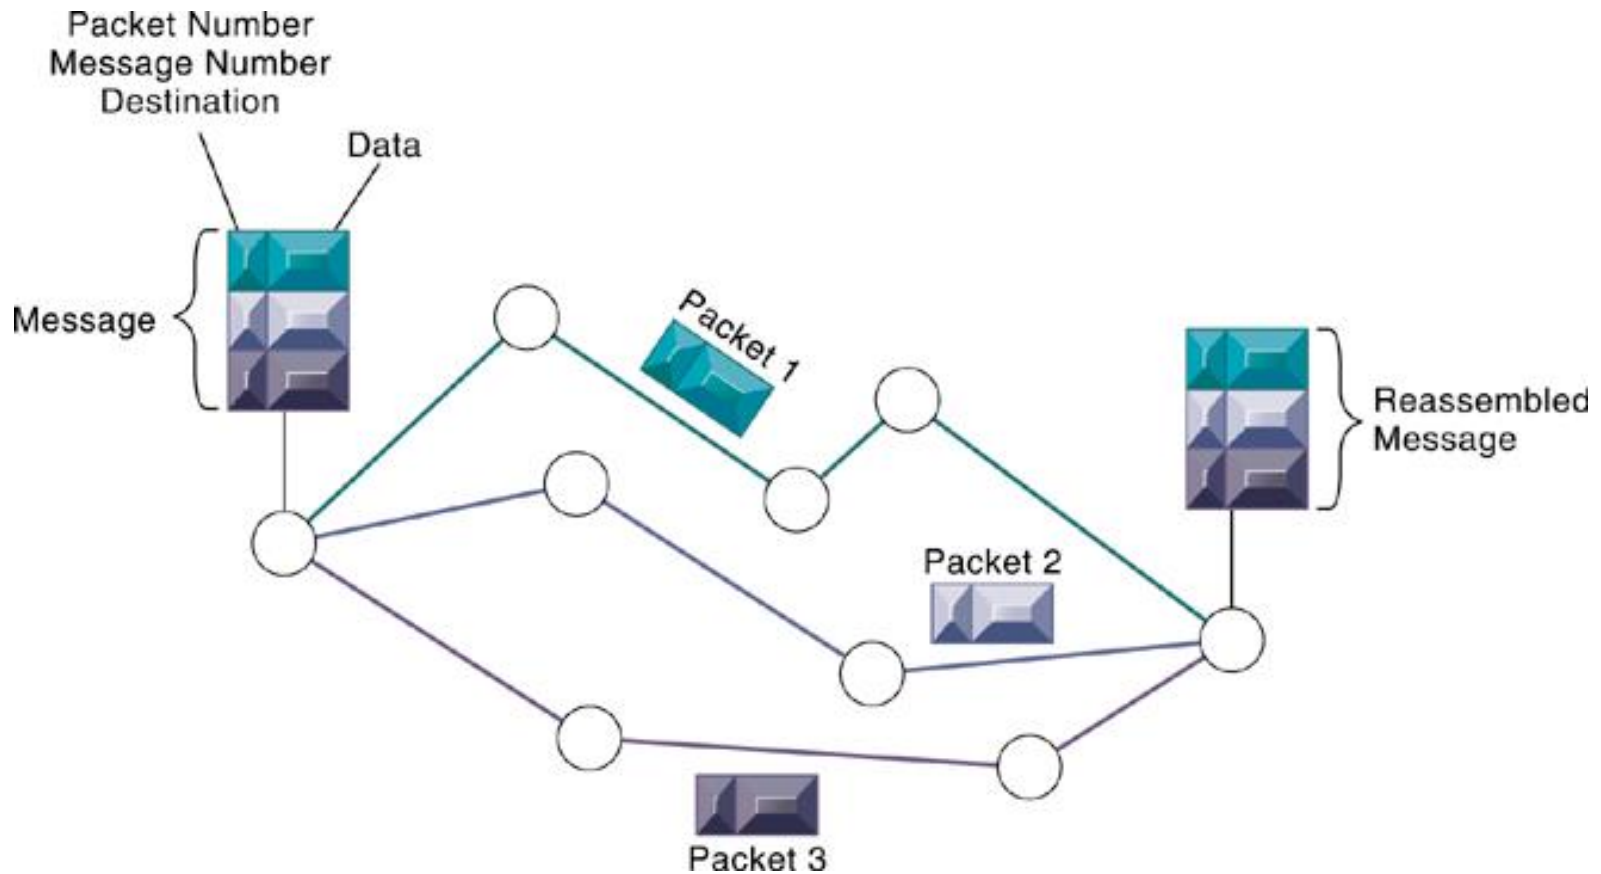 Packet Number
Message Number
Destination
Data
Message
Packet 1
Reassembled
Message
Packet 2
Packet 3